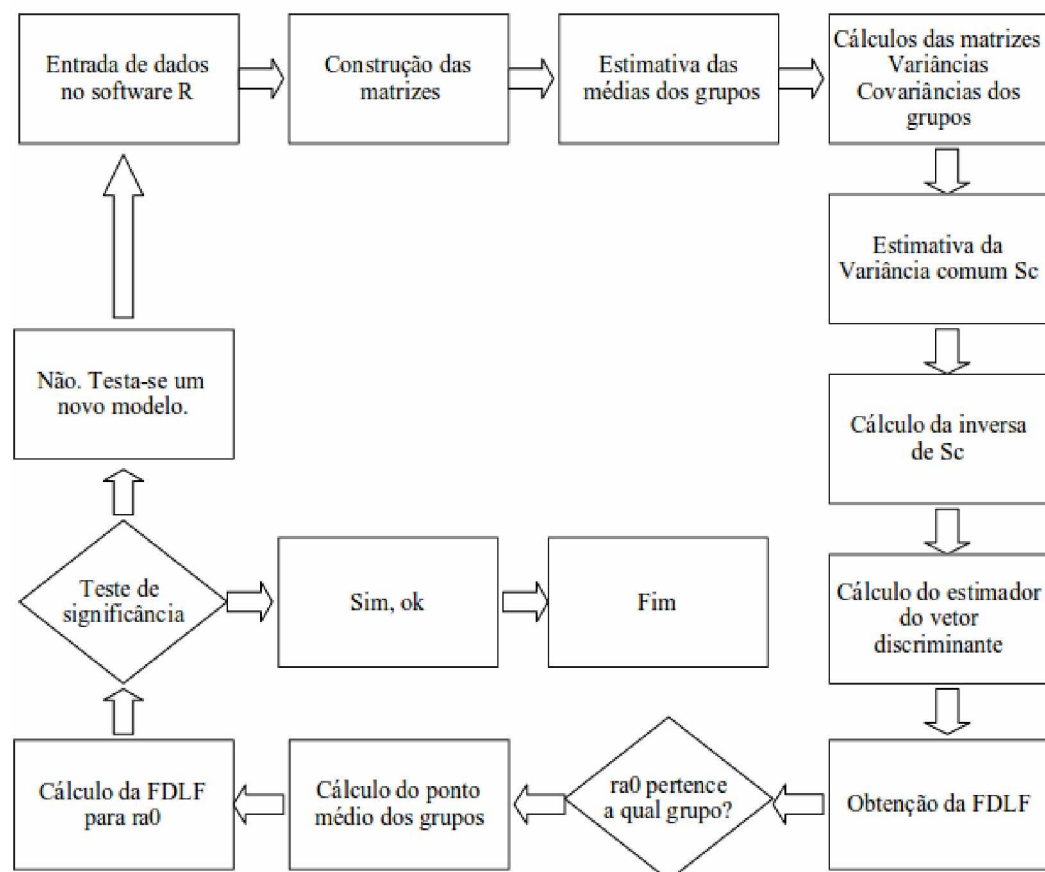 Entrada de dados
no software R
Construção das
matrizes
Estimativa das
médias dos grupos
Cálculos das matrizes
Variâncias
Covariâncias dos
grupos
Estimativa da
Variância comum Sc
Cálculo da inversa
de Sc
Cálculo do estimador
do vetor
discriminante
Obtenção da FDLF
ra0 pertence
a qual grupo?
Cálculo do ponto
médio dos grupos
Cálculo da FDLF
para ra0
Teste de
significância
Sim, ok
Fim
Não. Testa-se um
novo modelo.